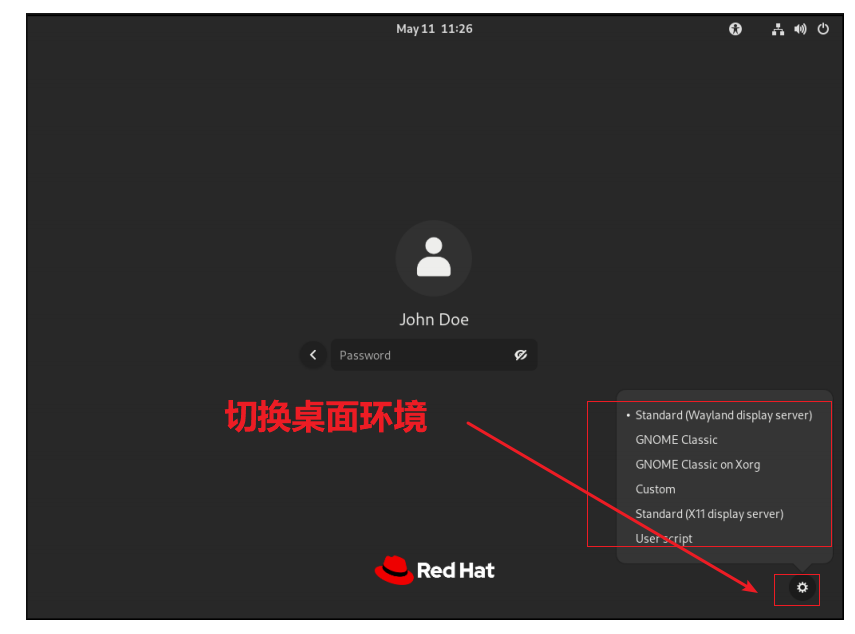 May 11 11:26
John Doe
Password
切换桌面环境
• Standard (Wayland display server)
GNOME Classic
GNOME Classic on Xorg
Custom
Standard (X11 display server)
User script
Red Hat